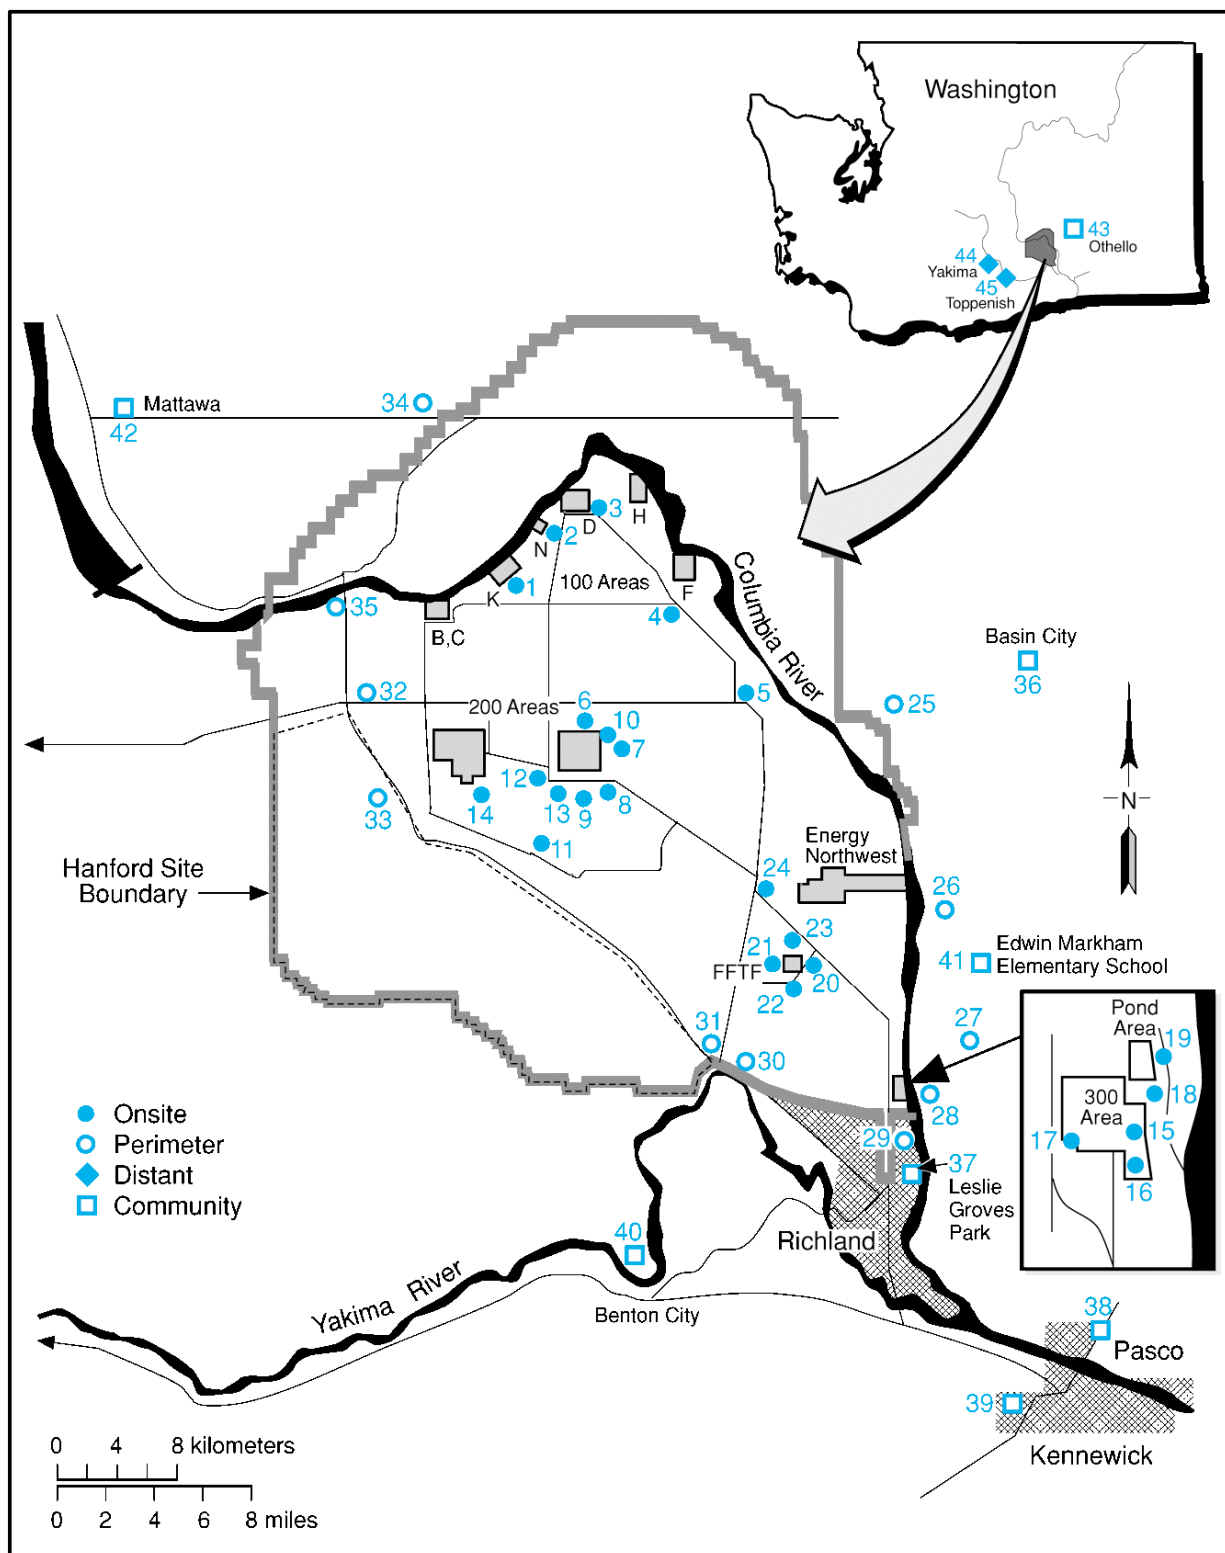 Washington
43
Othello
44
Yakima
45
Toppenish
34
Mattawa
42
3
H
D
2
N
1
100 Areas
K
F
Columbia River
35
4
B,C
Basin City
36
32
5
25
200 Areas
6
10
7
12
14
13
9
8
33
11
N
Energy
Northwest
Hanford Site
Boundary
24
26
23
21
FFTF
20
22
41
Edwin Markham
Elementary School
31
30
27
28
Pond
Area
19
18
300
Area
15
17
16
29
37
Leslie
Groves
Park
Onsite
Perimeter
Distant
Community
40
Richland
Yakima River
Benton City
38
Pasco
39
Kennewick
0 4 8 kilometers
0 2 4 6 8 miles